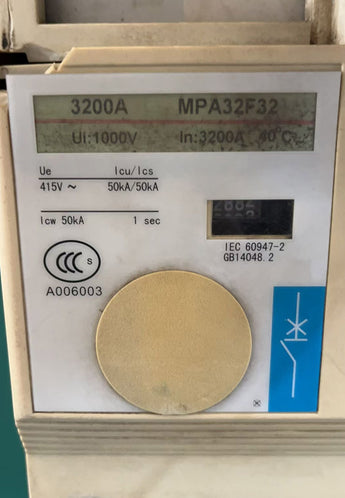 3200A MPA32F32
Ui:1000V In:3200A 40°C
Ue Icu/Ics
415V ~ 50kA/50kA
Icw 50kA 1 sec
IEC 60947-2
GB14048.2
CCC S
A006003